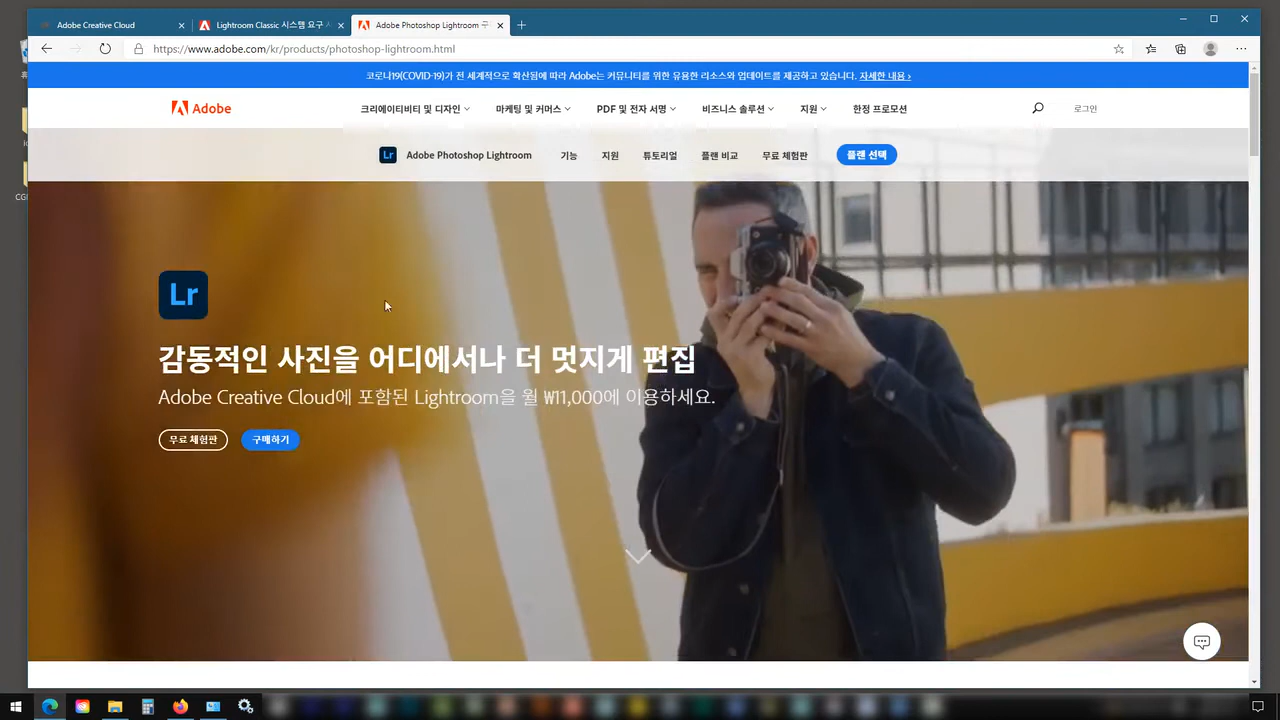 Adobe Creative Cloud
Lightroom Classic 시스템 요구 사
Adobe Photoshop Lightroom 구
https://www.adobe.com/kr/products/photoshop-lightroom.html
코로나19(COVID-19)가 전 세계적으로 확산됨에 따라 Adobe는 커뮤니티를 위한 유용한 리소스와 업데이트를 제공하고 있습니다. 자세한 내용 ›
Adobe
크리에이티비티 및 디자인 마케팅 및 커머스 PDF 및 전자 서명 비즈니스 솔루션 지원 한정 프로모션 로그인
Lr Adobe Photoshop Lightroom 기능 지원 튜토리얼 플랜 비교 무료 체험판 플랜 선택
Lr
감동적인 사진을 어디에서나 더 멋지게 편집
Adobe Creative Cloud에 포함된 Lightroom을 월 ₩11,000에 이용하세요.
무료 체험판 구매하기